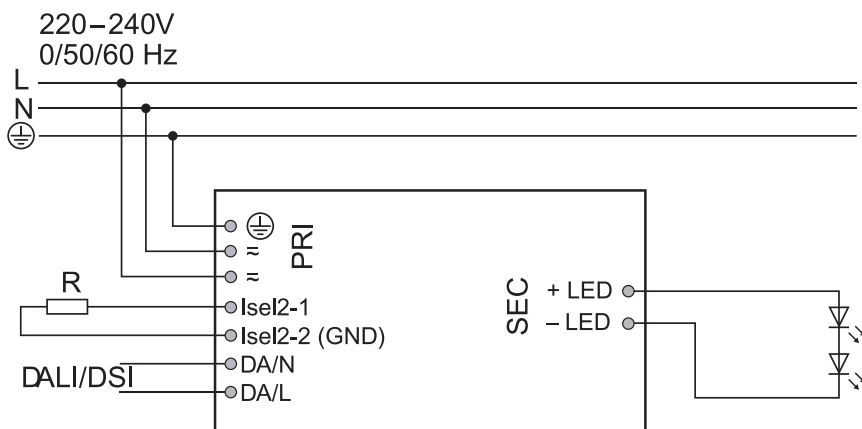 220–240V
0/50/60 Hz
L
N
PRI
≂
≂
R
Isel2-1
Isel2-2 (GND)
DALI/DSI
DA/N
DA/L
SEC
+ LED
– LED